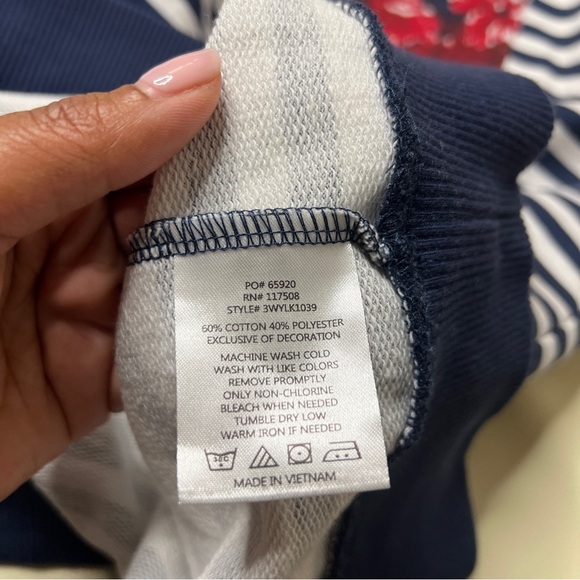 PO# 65920
RN# 117508
STYLE# 3WYLK1039
60% COTTON 40% POLYESTER
EXCLUSIVE OF DECORATION
MACHINE WASH COLD
WASH WITH LIKE COLORS
REMOVE PROMPTLY
ONLY NON-CHLORINE
BLEACH WHEN NEEDED
TUMBLE DRY LOW
WARM IRON IF NEEDED
30C
MADE IN VIETNAM